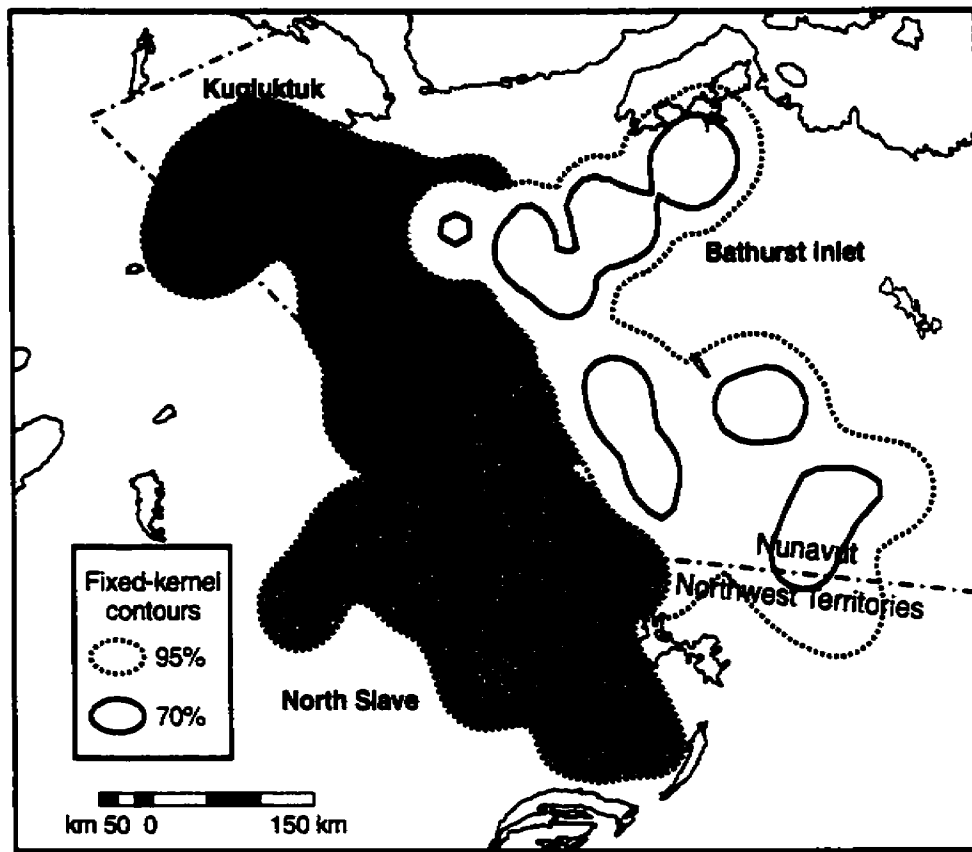 Kugluktuk
Bathurst Inlet
Nunavut
Northwest Territories
North Slave
Fixed-kernel
contours
95%
70%
km 50 0 150 km